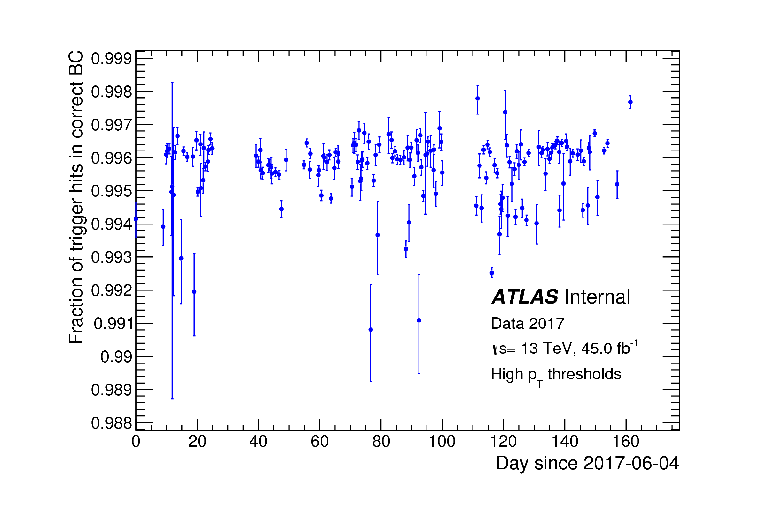 Fraction of trigger hits in correct BC
0.999
0.998
0.997
0.996
0.995
0.994
0.993
0.992
0.991
0.99
0.989
0.988
ATLAS Internal
Data 2017
√s= 13 TeV, 45.0 fb⁻¹
High p_T thresholds
0 20 40 60 80 100 120 140 160
Day since 2017-06-04